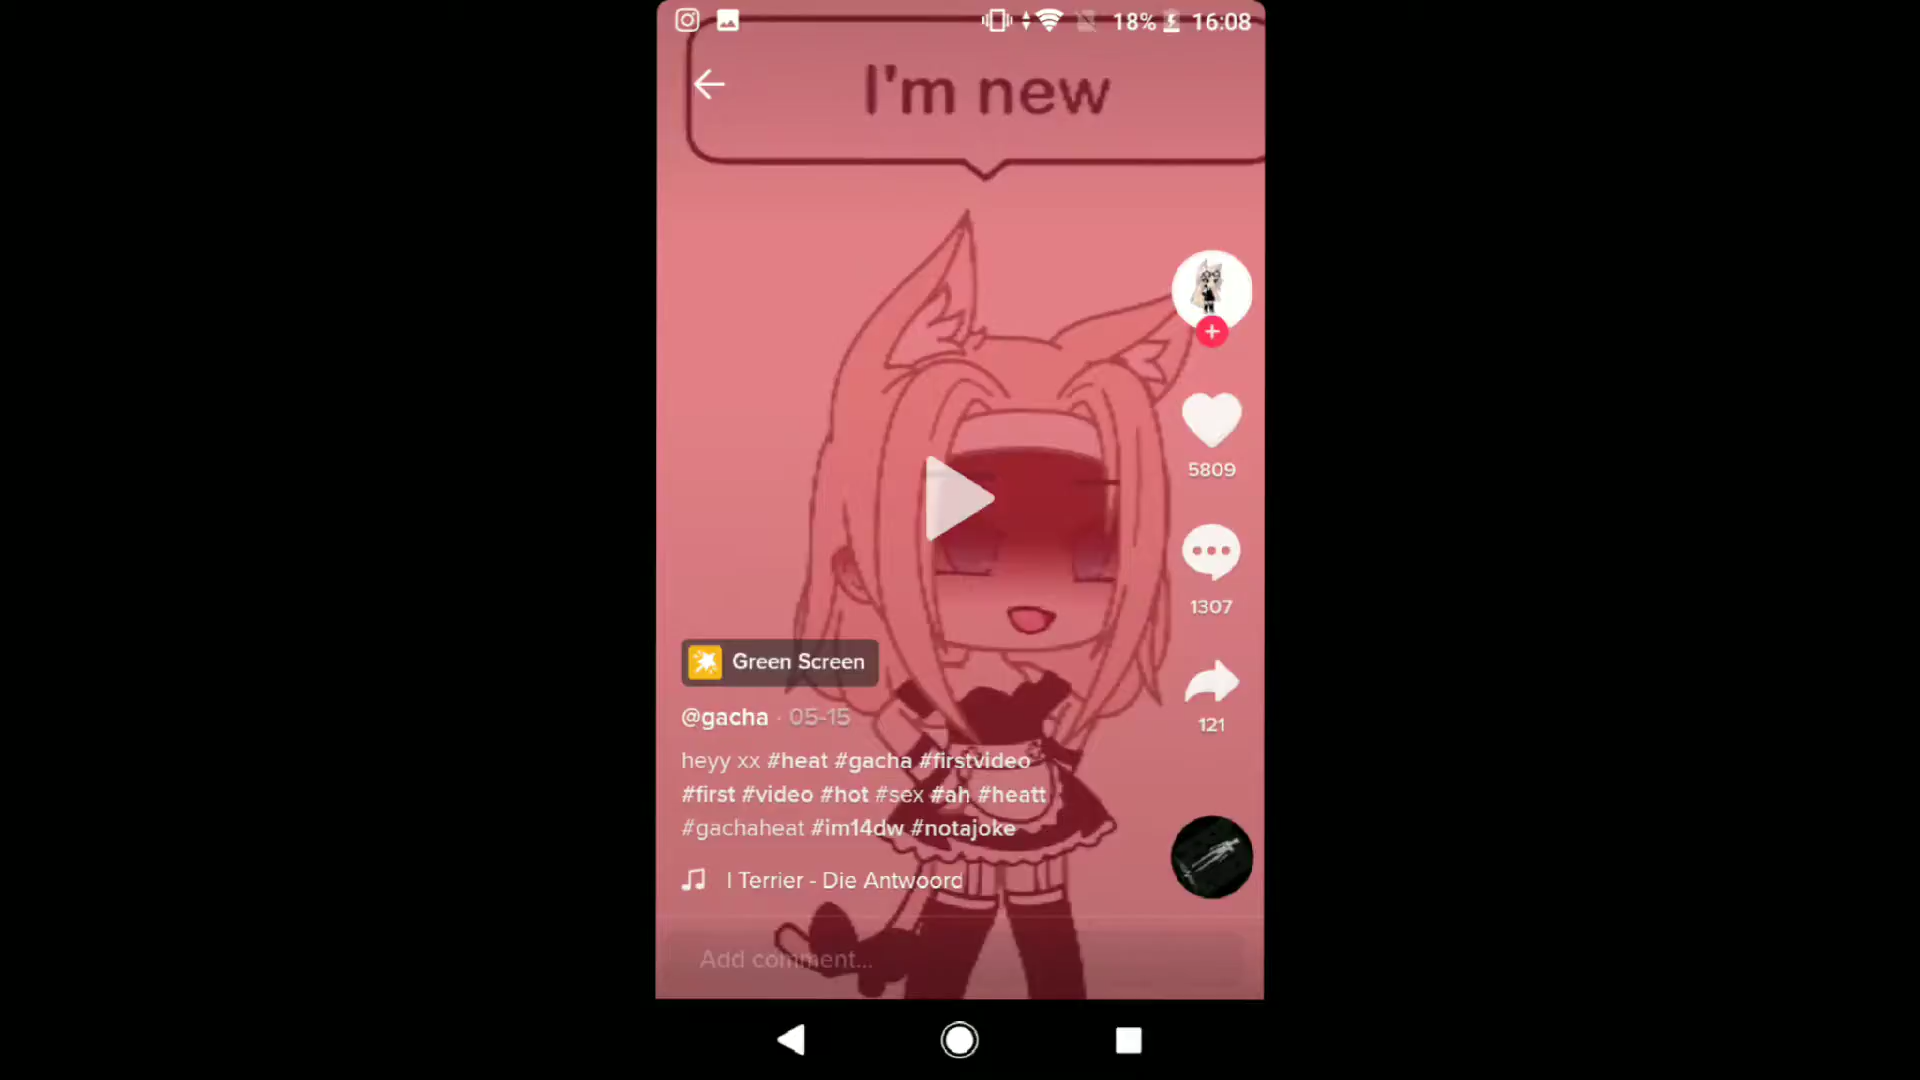 18% 16:08
I'm new
5809
1307
Green Screen
121
@gacha · 05-15
heyy xx #heat #gacha #firstvideo
#first #video #hot #sex #ah #heatt
#gachaheat #im14dw #notajoke
I Terrier - Die Antwoord
Add comment...